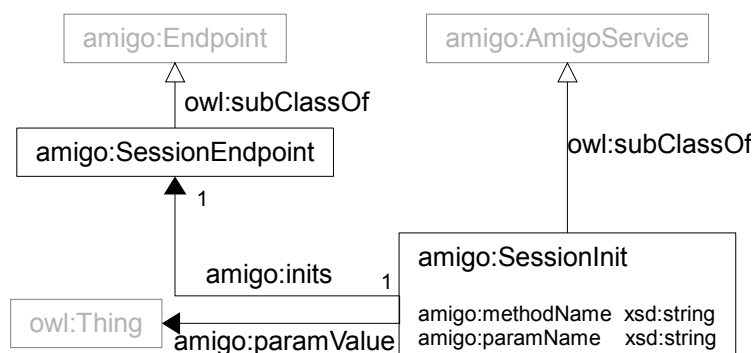 amigo:Endpoint
amigo:AmigoService
owl:subClassOf
amigo:SessionEndpoint
owl:subClassOf
1
amigo:SessionInit
amigo:inits
1
owl:Thing
amigo:paramValue
amigo:methodName xsd:string
amigo:paramName xsd:string